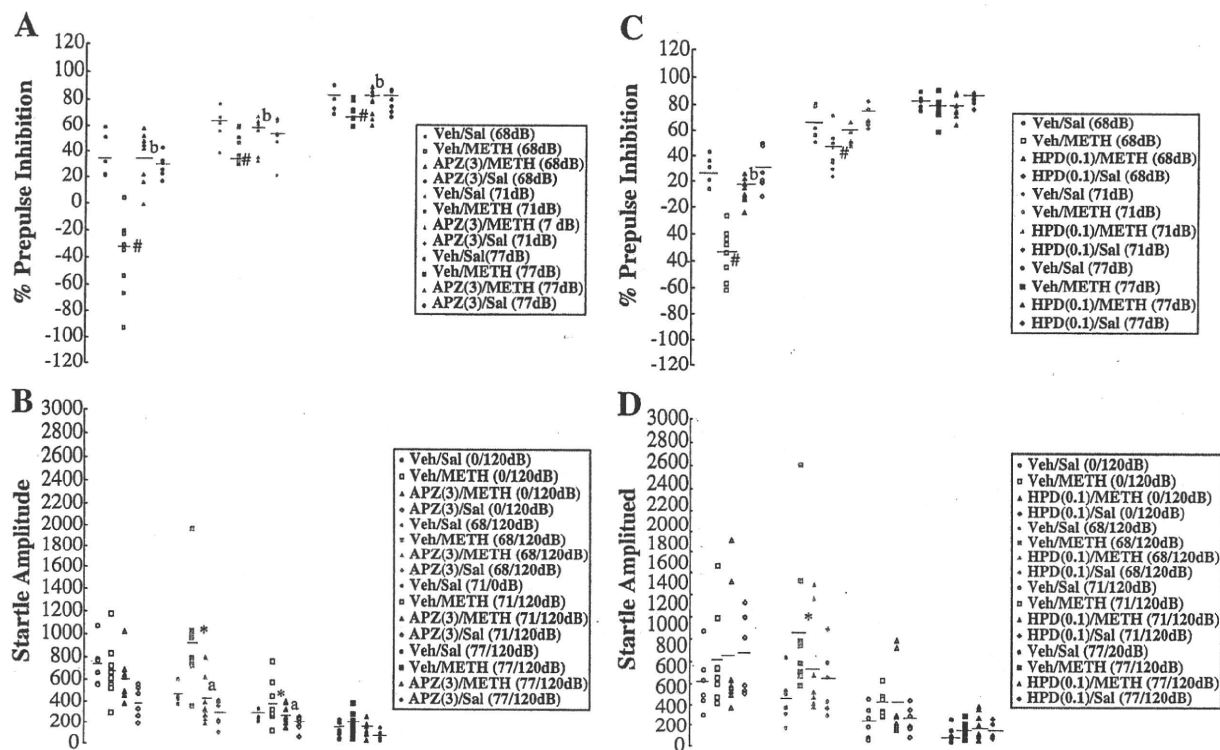 A
% Prepulse Inhibition
120
100
80
60
40
20
0
-20
-40
-60
-80
-100
-120
#
b
#
b
#
b
Veh/Sal (68dB)
Veh/METH (68dB)
APZ(3)/METH (68dB)
APZ(3)/Sal (68dB)
Veh/Sal (71dB)
Veh/METH (71dB)
APZ(3)/METH (7 dB)
APZ(3)/Sal (71dB)
Veh/Sal(77dB)
Veh/METH (77dB)
APZ(3)/METH (77dB)
APZ(3)/Sal (77dB)
C
% Prepulse Inhibition
120
100
80
60
40
20
0
-20
-40
-60
-80
-100
-120
#
b
#
Veh/Sal (68dB)
Veh/METH (68dB)
HPD(0.1)/METH (68dB)
HPD(0.1)/Sal (68dB)
Veh/Sal (71dB)
Veh/METH (71dB)
HPD(0.1)/METH (71dB)
HPD(0.1)/Sal (71dB)
Veh/Sal (77dB)
Veh/METH (77dB)
HPD(0.1)/METH (77dB)
HPD(0.1)/Sal (77dB)
B
Startle Amplitude
3000
2800
2600
2400
2200
2000
1800
1600
1400
1200
1000
800
600
400
200
0
*
a
*
a
Veh/Sal (0/120dB)
Veh/METH (0/120dB)
APZ(3)/METH (0/120dB)
APZ(3)/Sal (0/120dB)
Veh/Sal (68/120dB)
Veh/METH (68/120dB)
APZ(3)/METH (68/120dB)
APZ(3)/Sal (68/120dB)
Veh/Sal (71/0dB)
Veh/METH (71/120dB)
APZ(3)/METH (71/120dB)
APZ(3)/Sal (71/120dB)
Veh/Sal (77/120dB)
Veh/METH (77/120dB)
APZ(3)/METH (77/120dB)
APZ(3)/Sal (77/120dB)
D
Startle Amplitued
3000
2800
2600
2400
2200
2000
1800
1600
1400
1200
1000
800
600
400
200
0
*
Veh/Sal (0/120dB)
Veh/METH (0/120dB)
HPD(0.1)/METH (0/120dB)
HPD(0.1)/Sal (0/120dB)
Veh/Sal (68/120dB)
Veh/METH (68/120dB)
HPD(0.1)/METH (68/120dB)
HPD(0.1)/Sal (68/120dB)
Veh/Sal (71/120dB)
Veh/METH (71/120dB)
HPD(0.1)/METH (71/120dB)
HPD(0.1)/Sal (71/120dB)
Veh/Sal (77/20dB)
Veh/METH (77/120dB)
HPD(0.1)/METH (77/120dB)
HPD(0.1)/Sal (77/120dB)